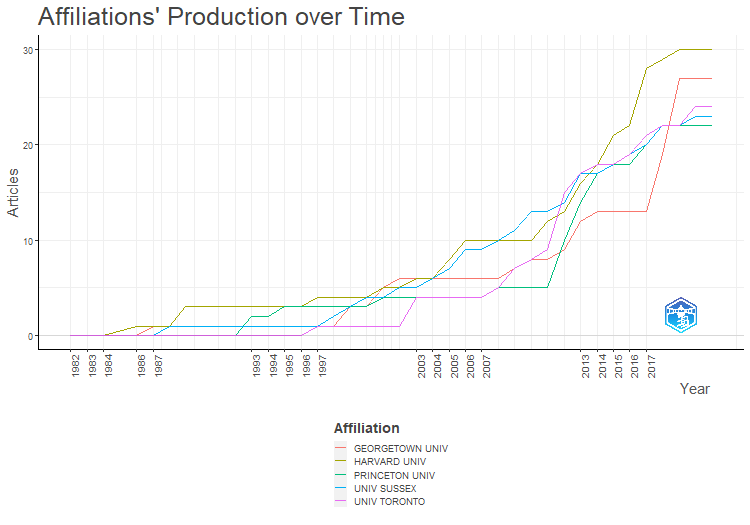 Affiliations' Production over Time
Articles
30
20
10
0
1982
1983
1984
1986
1987
1993
1994
1995
1996
1997
2003
2004
2005
2006
2007
2013
2014
2015
2016
2017
Year
Affiliation
GEORGETOWN UNIV
HARVARD UNIV
PRINCETON UNIV
UNIV SUSSEX
UNIV TORONTO